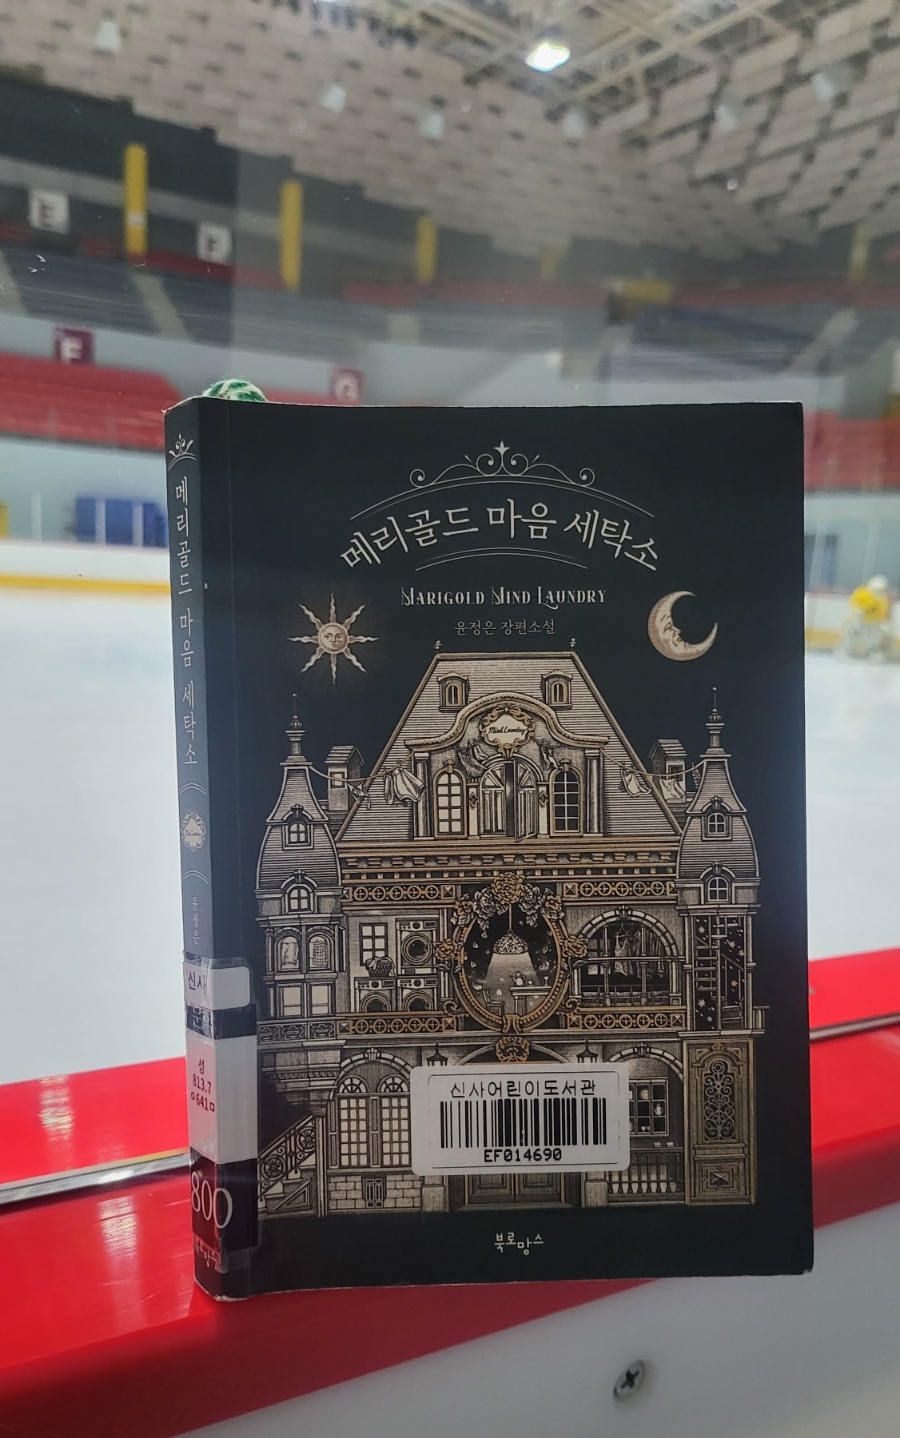 E
F
F
G
메리골드 마음 세탁소
MARIGOLD MIND LAUNDRY
윤정은 장편소설
Mind Laundry
신사어린이도서관
EF014690
북로망스
메리골드 마음 세탁소
윤정은
신사
성
813.7
800